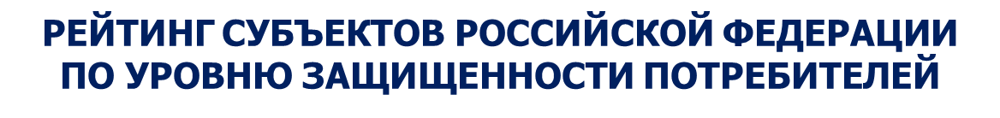 РЕЙТИНГ СУБЪЕКТОВ РОССИЙСКОЙ ФЕДЕРАЦИИ
ПО УРОВНЮ ЗАЩИЩЕННОСТИ ПОТРЕБИТЕЛЕЙ